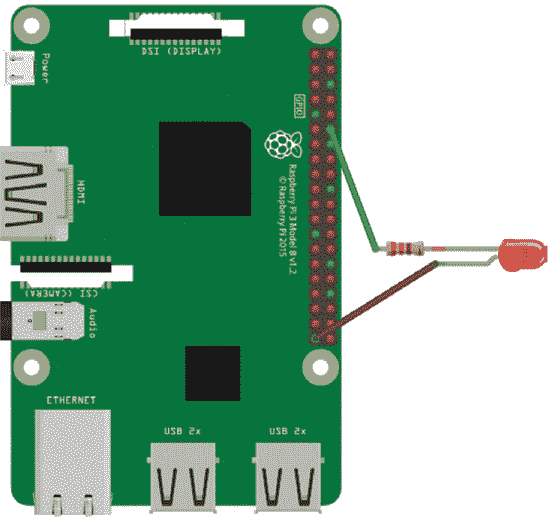 DSI (DISPLAY)
Power
GPIO
HDMI
Raspberry Pi 3 Model B v1.2
© Raspberry Pi 2015
CSI (CAMERA)
Audio
ETHERNET
USB 2x
USB 2x